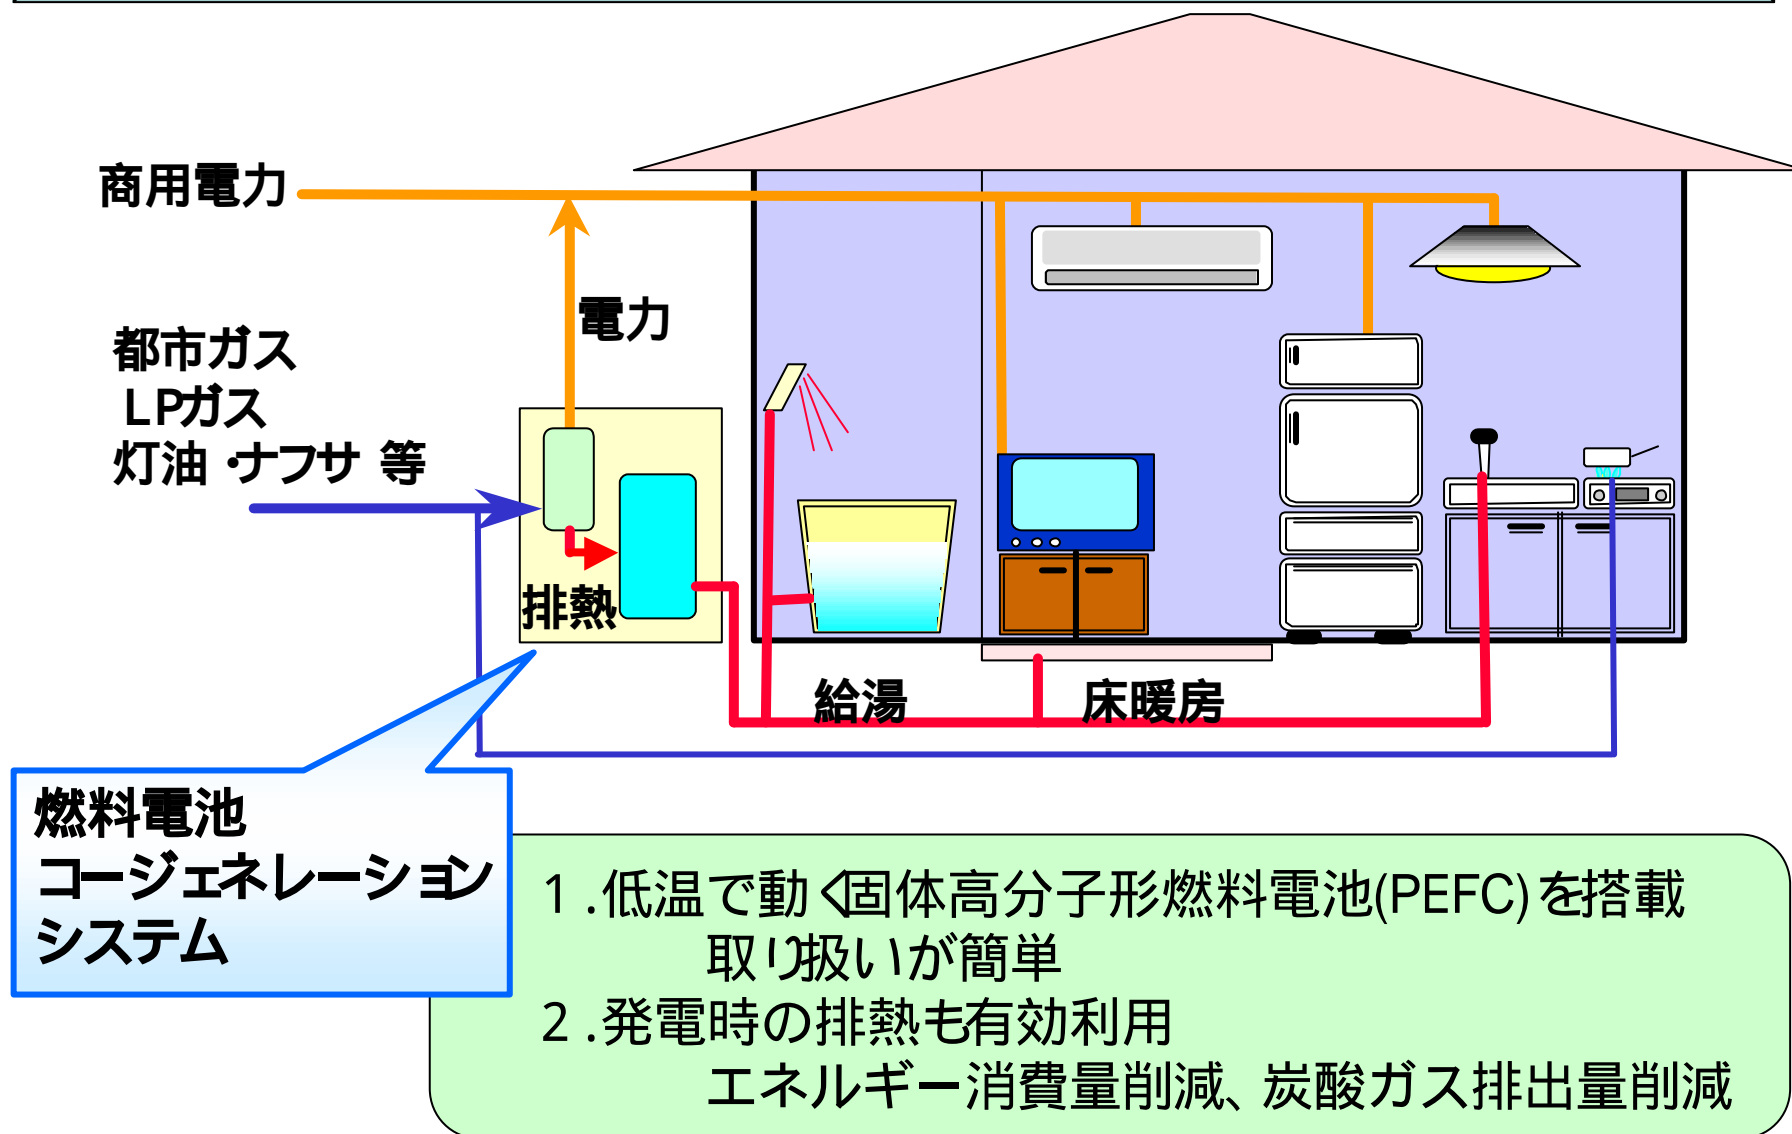 商用電力
電力
都市ガス
LPガス
灯油・ナフサ 等
排熱
給湯
床暖房
燃料電池
コージェネレーション
システム
1.低温で動く固体高分子形燃料電池(PEFC)を搭載
取り扱いが簡単
2.発電時の排熱も有効利用
エネルギー消費量削減、炭酸ガス排出量削減